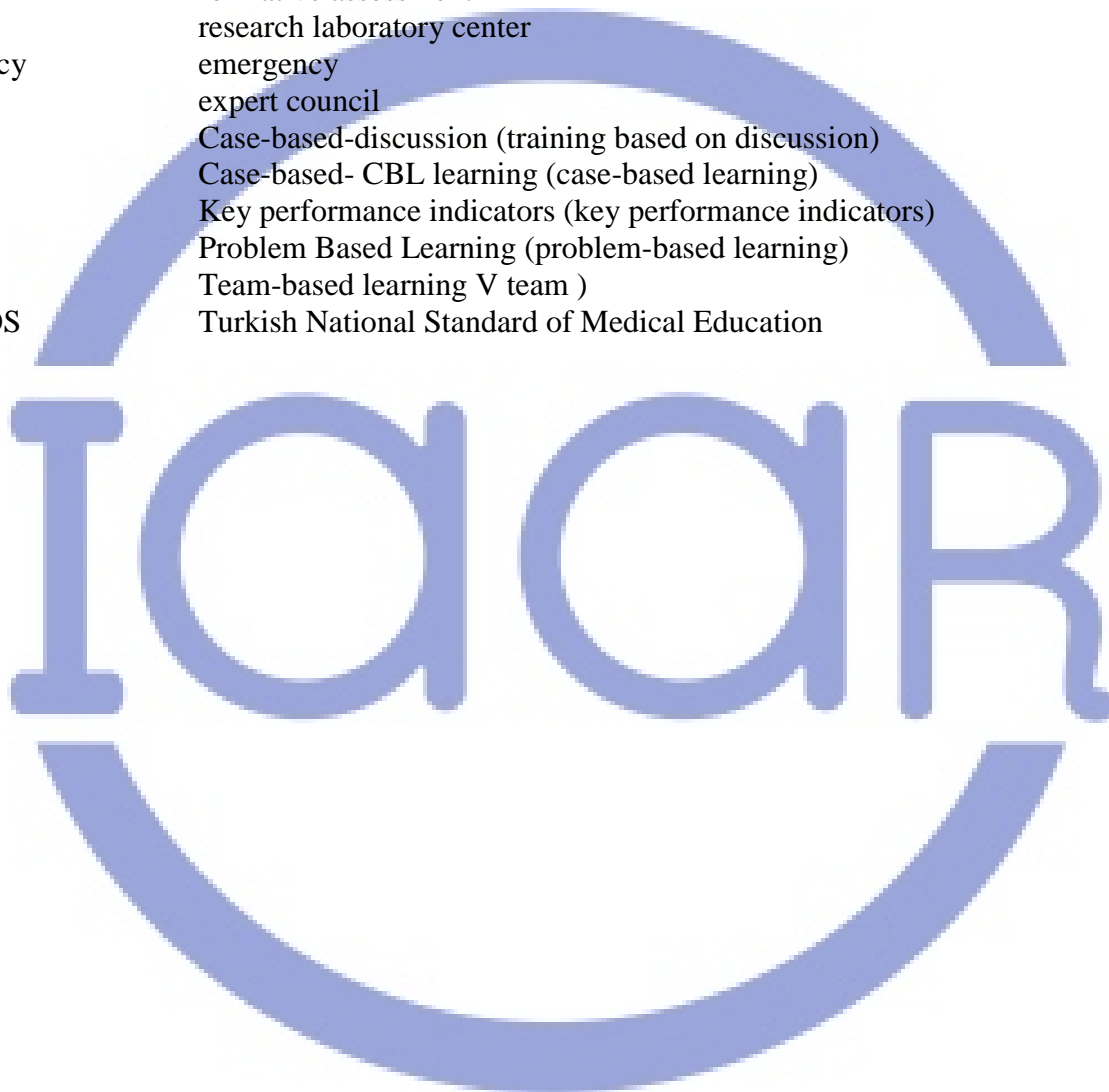 research laboratory center
cy emergency
expert council
Case-based-discussion (training based on discussion)
Case-based- CBL learning (case-based learning)
Key performance indicators (key performance indicators)
Problem Based Learning (problem-based learning)
Team-based learning V team )
S Turkish National Standard of Medical Education
IaaR